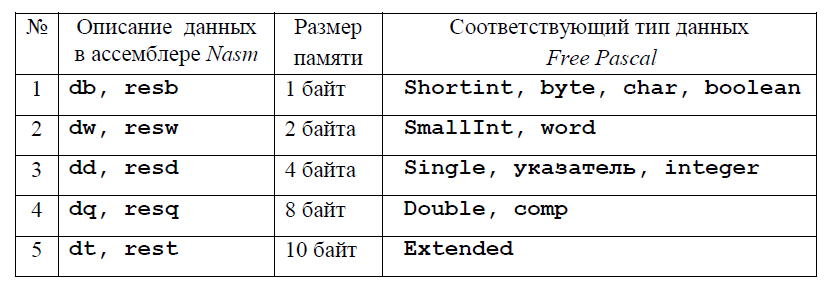 № Описание данных в ассемблере Nasm Размер памяти Соответствующий тип данных Free Pascal
1 db, resb 1 байт Shortint, byte, char, boolean
2 dw, resw 2 байта SmallInt, word
3 dd, resd 4 байта Single, указатель, integer
4 dq, resq 8 байт Double, comp
5 dt, rest 10 байт Extended